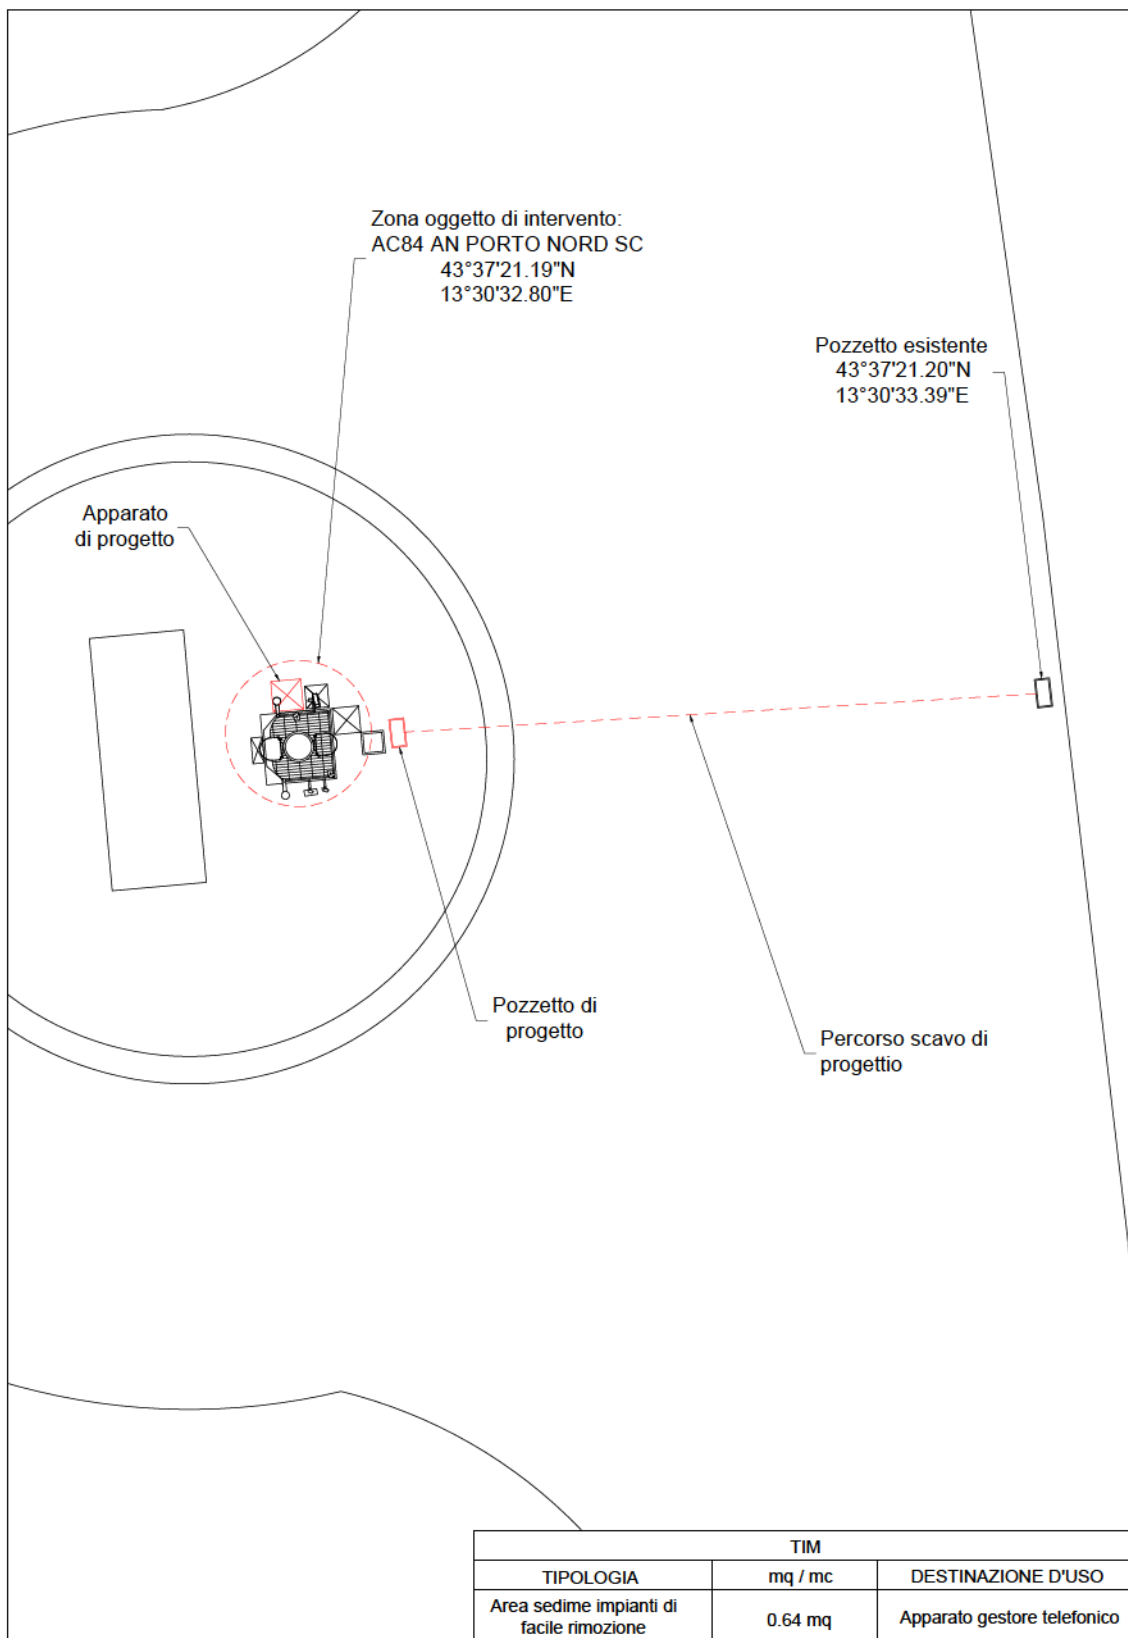 Zona oggetto di intervento:
AC84 AN PORTO NORD SC
43°37'21.19"N
13°30'32.80"E
Pozzetto esistente
43°37'21.20"N
13°30'33.39"E
Apparato
di progetto
Pozzetto di
progetto
Percorso scavo di
progettio
TIM
TIPOLOGIA
mq / mc
DESTINAZIONE D'USO
Area sedime impianti di
facile rimozione
0.64 mq
Apparato gestore telefonico